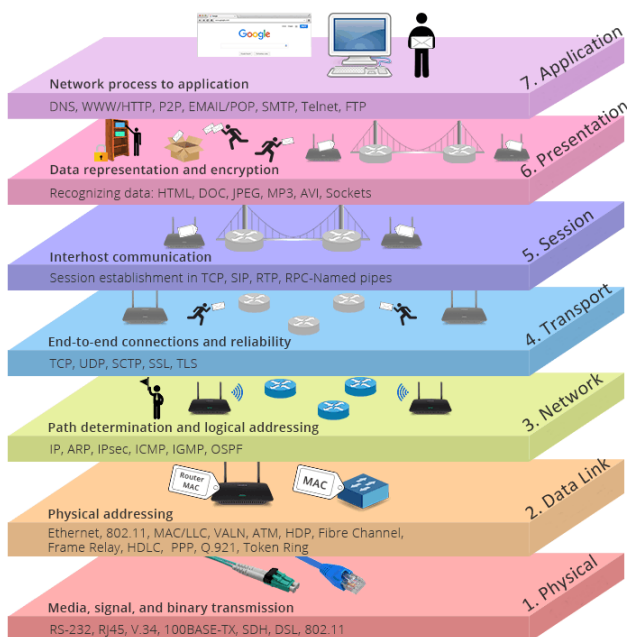 Google
7. Application
Network process to application
DNS, WWW/HTTP, P2P, EMAIL/POP, SMTP, Telnet, FTP
6. Presentation
Data representation and encryption
Recognizing data: HTML, DOC, JPEG, MP3, AVI, Sockets
5. Session
Interhost communication
Session establishment in TCP, SIP, RTP, RPC-Named pipes
4. Transport
End-to-end connections and reliability
TCP, UDP, SCTP, SSL, TLS
3. Network
Path determination and logical addressing
IP, ARP, IPsec, ICMP, IGMP, OSPF
Router
MAC
MAC
2. Data Link
Physical addressing
Ethernet, 802.11, MAC/LLC, VALN, ATM, HDP, Fibre Channel,
Frame Relay, HDLC, PPP, Q.921, Token Ring
1. Physical
Media, signal, and binary transmission
RS-232, RJ45, V.34, 100BASE-TX, SDH, DSL, 802.11